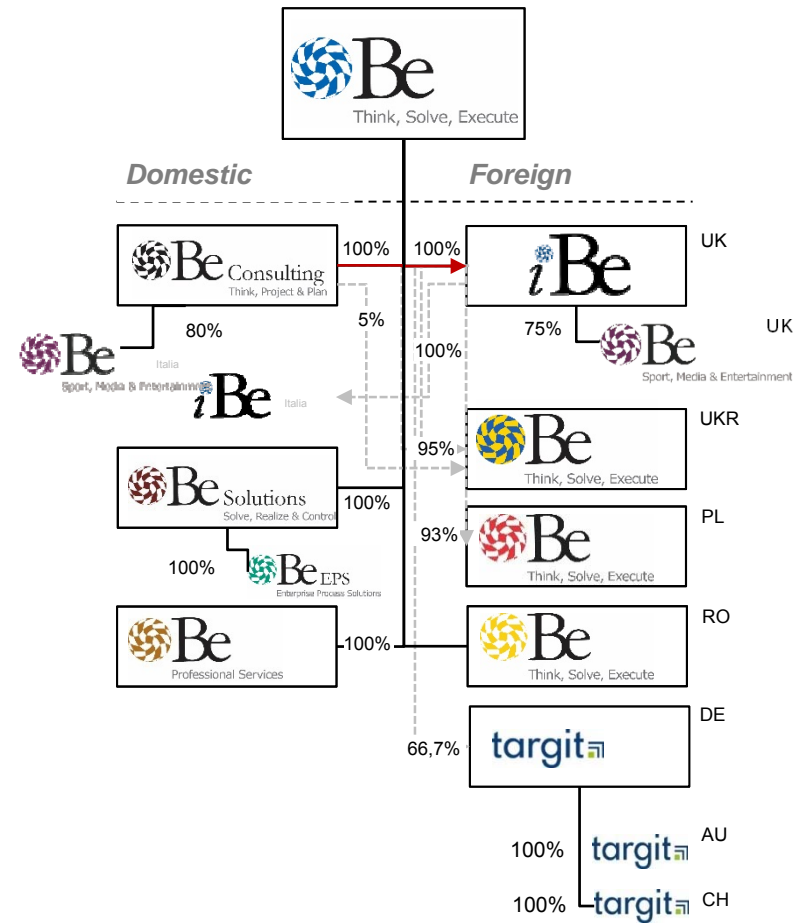 Be
Think, Solve, Execute
Domestic
Foreign
Be Consulting
Think, Project & Plan
100%
100%
iBe
UK
80%
5%
75%
Be
Italia
Sport, Media & Entertainment
Be
UK
Sport, Media & Entertainment
100%
iBe
Italia
Be
UKR
Think, Solve, Execute
95%
Be Solutions
Solve, Realize & Control
100%
Be
PL
Think, Solve, Execute
93%
100%
Be EPS
Enterprise Process Solutions
Be
Professional Services
100%
Be
RO
Think, Solve, Execute
66,7%
targit
DE
100%
targit
AU
100%
targit
CH